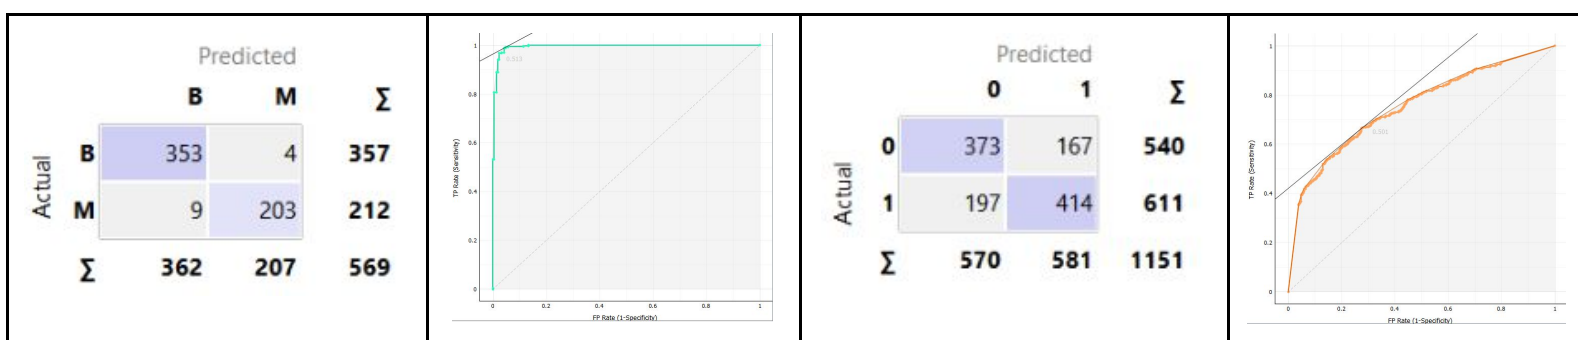 Predicted
B M Σ
B 353 4 357
M 9 203 212
Σ 362 207 569
Actual
1
0.8
0.6
0.4
0.2
0
0 0.2 0.4 0.6 0.8 1
TP Rate (Sensitivity)
FP Rate (1-Specificity)
Predicted
0 1 Σ
0 373 167 540
1 197 414 611
Σ 570 581 1151
Actual
1
0.8
0.6
0.4
0.2
0
0 0.2 0.4 0.6 0.8 1
TP Rate (Sensitivity)
FP Rate (1-Specificity)